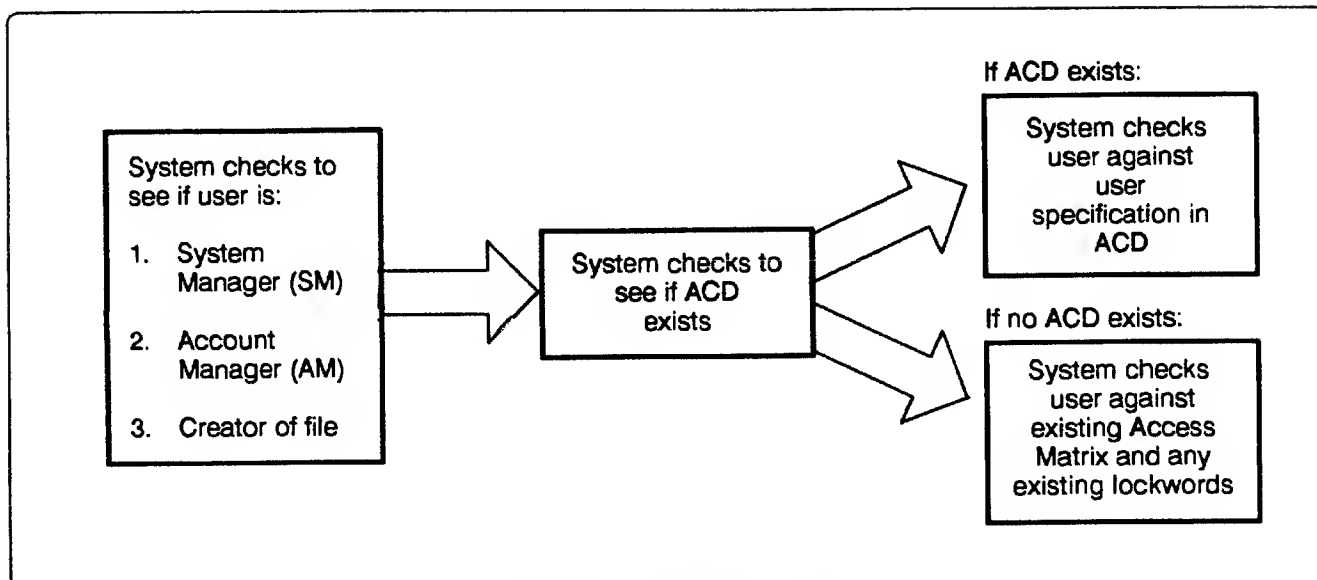 System checks to
see if user is:
1. System
Manager (SM)
2. Account
Manager (AM)
3. Creator of file
System checks to
see if ACD
exists
If ACD exists:
System checks
user against
user
specification in
ACD
If no ACD exists:
System checks
user against
existing Access
Matrix and any
existing lockwords